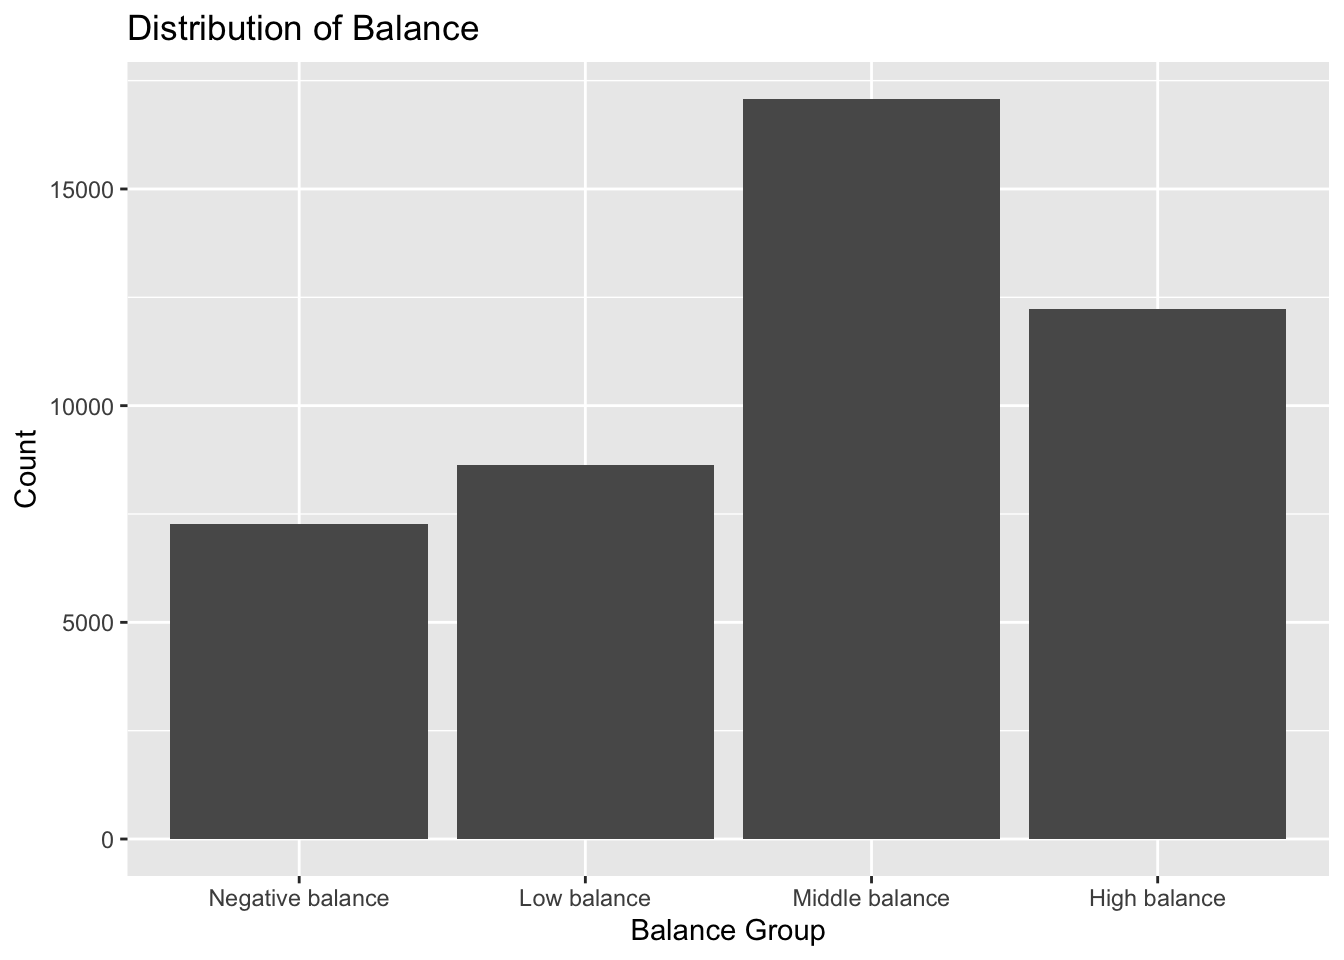 Distribution of Balance
Count
15000
10000
5000
0
Negative balance
Low balance
Middle balance
High balance
Balance Group